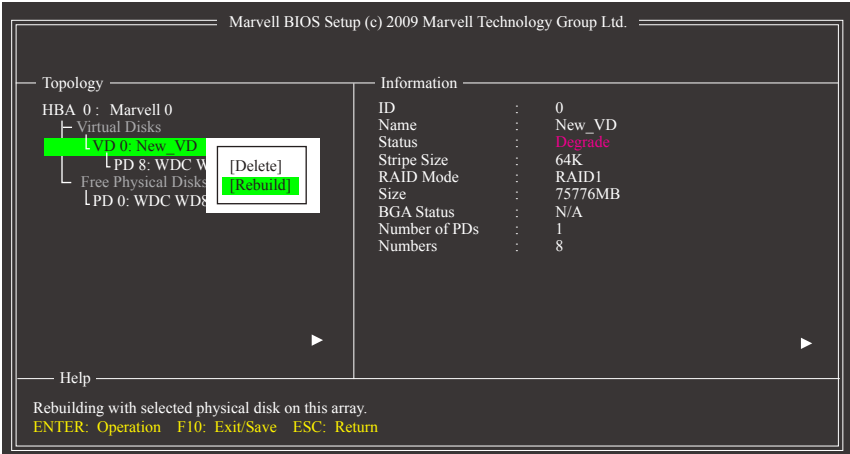 Marvell BIOS Setup (c) 2009 Marvell Technology Group Ltd.
Topology
HBA 0 : Marvell 0
Virtual Disks
VD 0: New_VD
PD 8: WDC
Free Physical Disks
PD 0: WDC
[Delete]
[Rebuild]
Information
ID : 0
Name : New_VD
Status : Degrade
Stripe Size : 64K
RAID Mode : RAID1
Size : 75776MB
BGA Status : N/A
Number of PDs : 1
Numbers : 8
Help
Rebuilding with selected physical disk on this array.
ENTER: Operation F10: Exit/Save ESC: Return